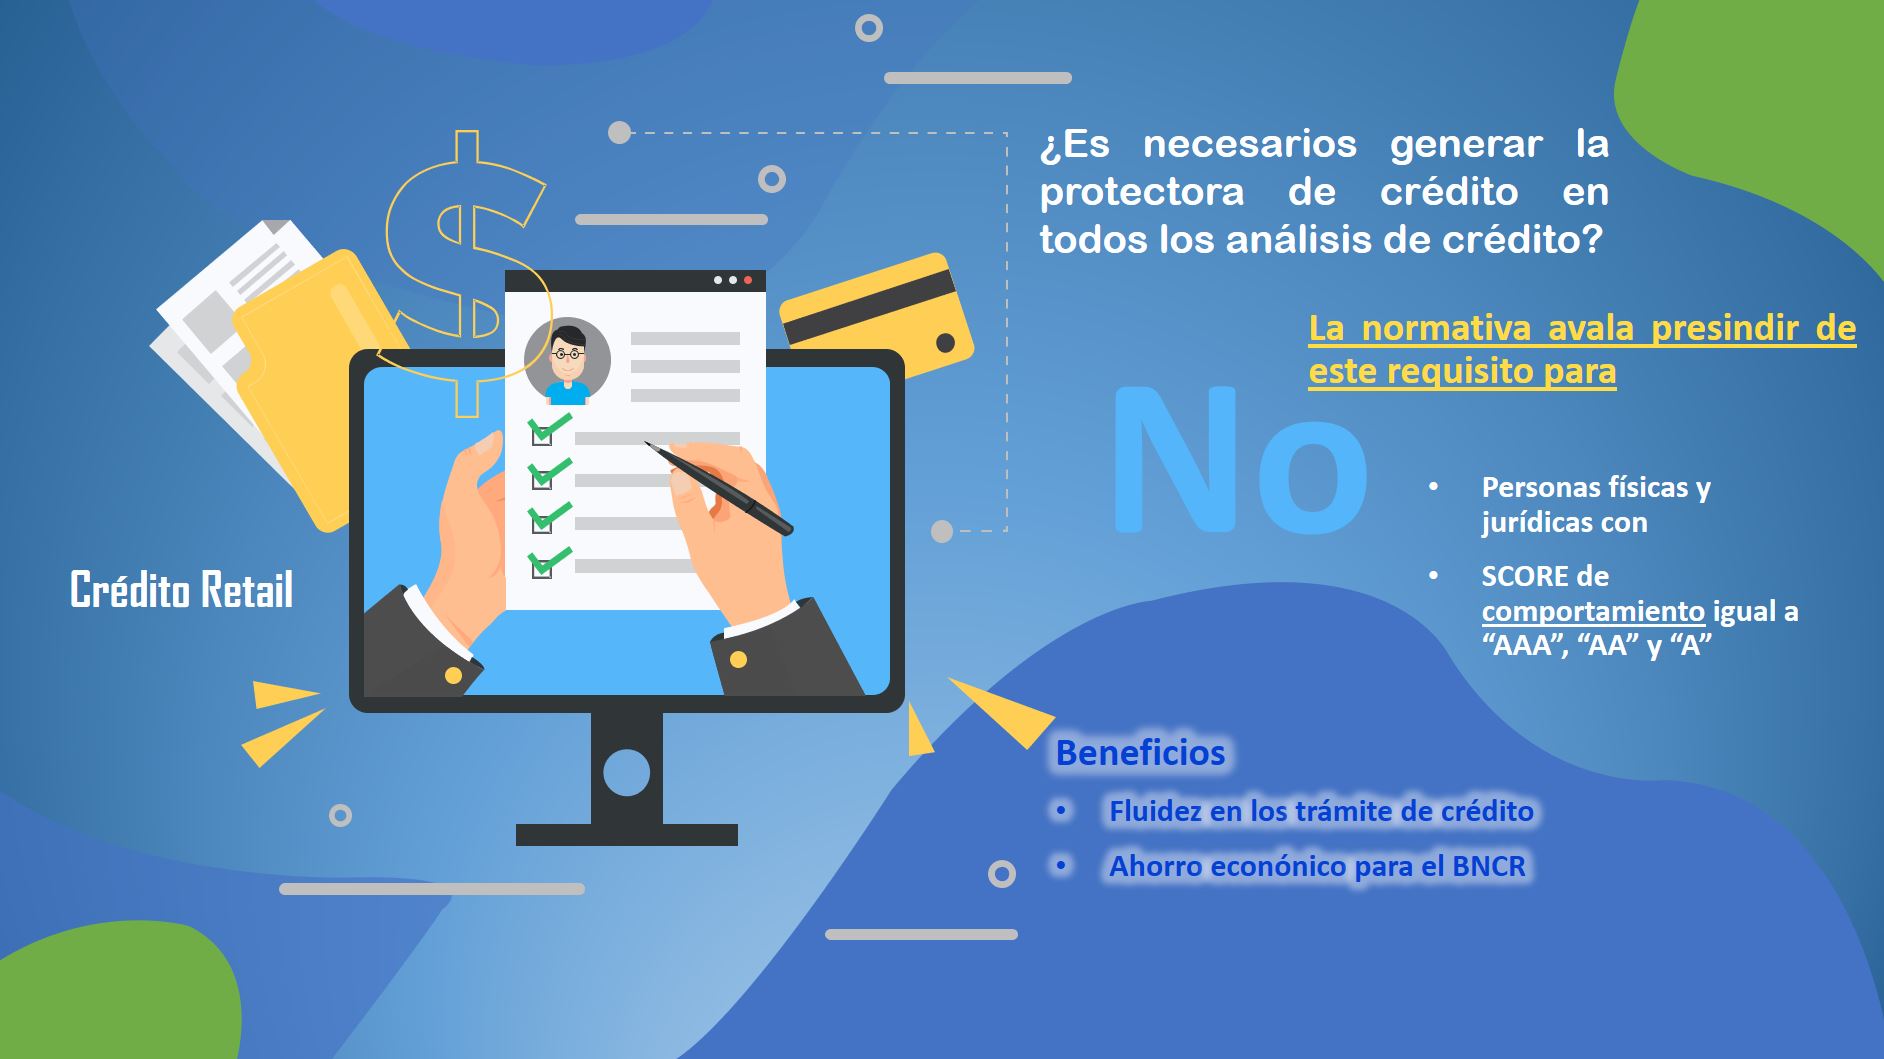 ¿Es necesarios generar la
protectora de crédito en
todos los análisis de crédito?
La normativa avala presindir de
este requisito para
No
• Personas físicas y
jurídicas con
• SCORE de
comportamiento igual a
“AAA”, “AA” y “A”
Crédito Retail
Beneficios
• Fluidez en los trámite de crédito
• Ahorro econónico para el BNCR